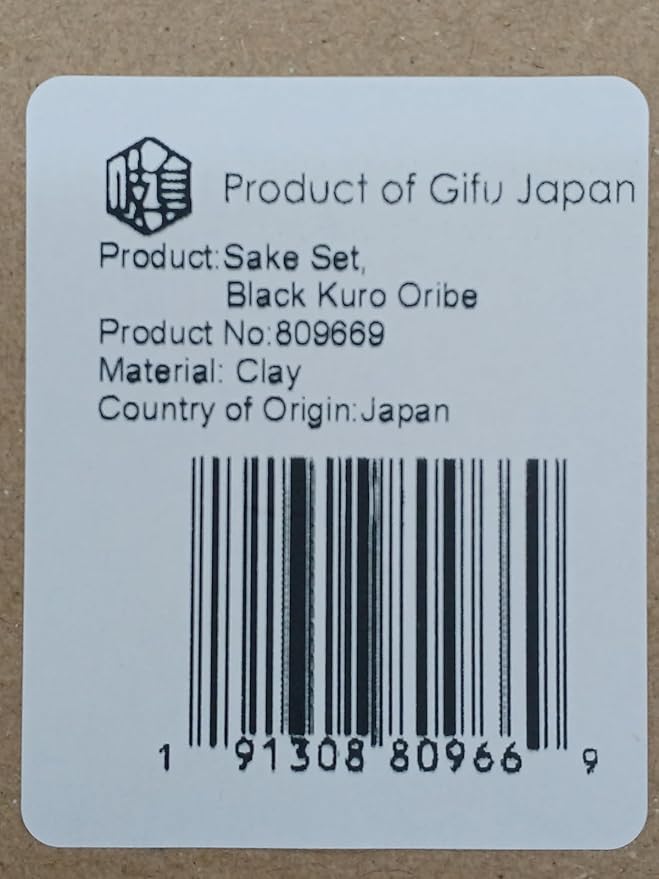 Product of Gifu Japan
Product:Sake Set,
Black Kuro Oribe
Product No:809669
Material: Clay
Country of Origin:Japan
1 91308 80966 9